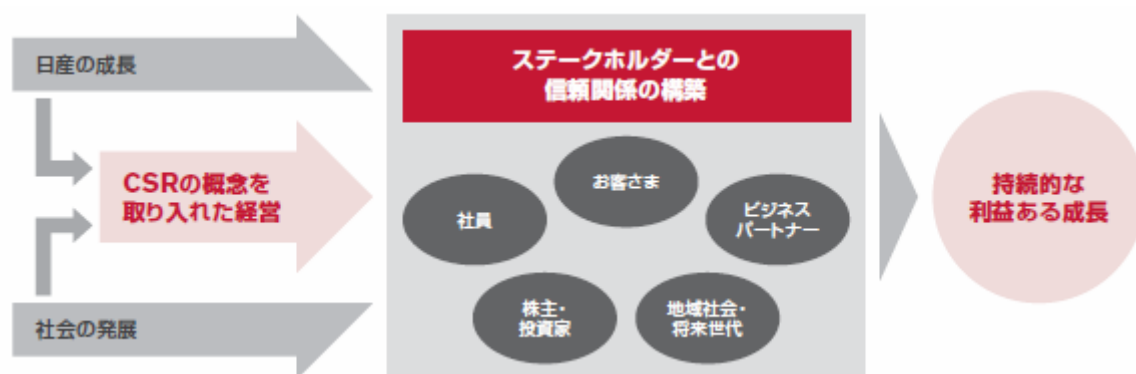 日産の成長
CSRの概念を
取り入れた経営
社会の発展
ステークホルダーとの
信頼関係の構築
お客さま
社員
ビジネス
パートナー
株主・
投資家
地域社会・
将来世代
持続的な
利益ある成長